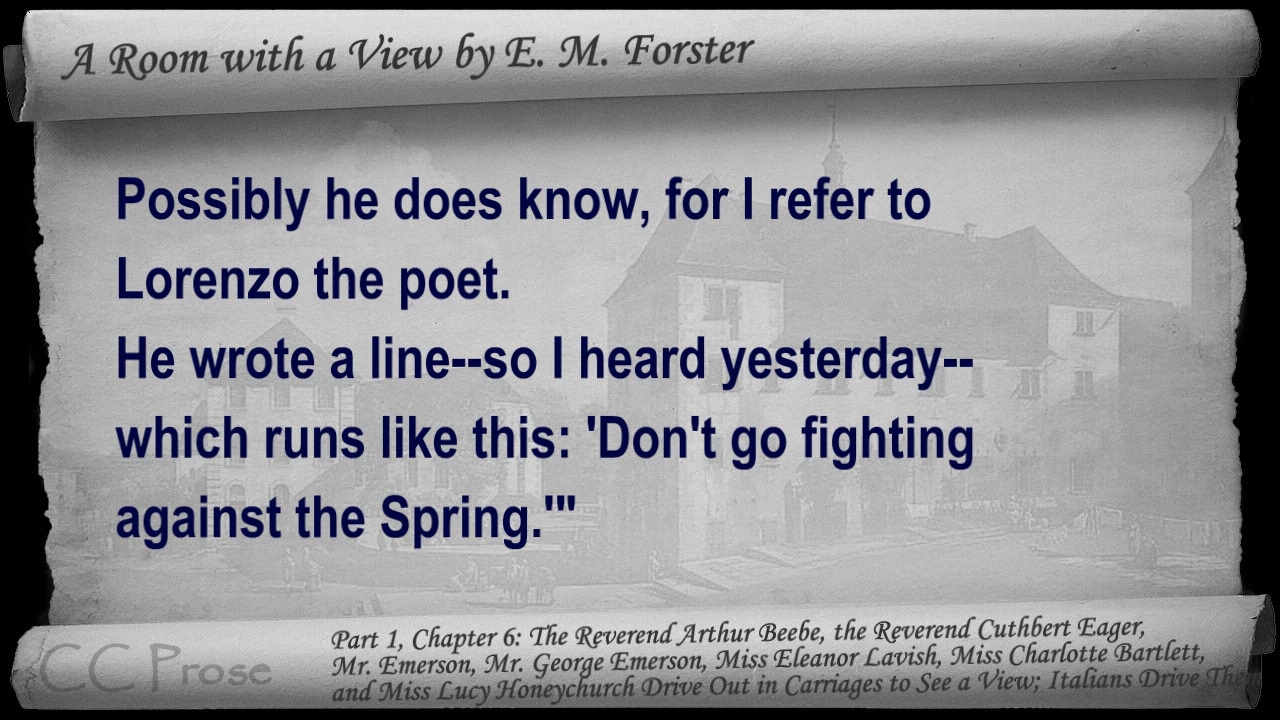 A Room with a View by E. M. Forster
Possibly he does know, for I refer to
Lorenzo the poet.
He wrote a line--so I heard yesterday--
which runs like this: 'Don't go fighting
against the Spring.'"
CC Prose
Part 1, Chapter 6: The Reverend Arthur Beebe, the Reverend Cuthbert Eager,
Mr. Emerson, Mr. George Emerson, Miss Eleanor Lavish, Miss Charlotte Bartlett,
and Miss Lucy Honeychurch Drive Out in Carriages to See a View; Italians Drive